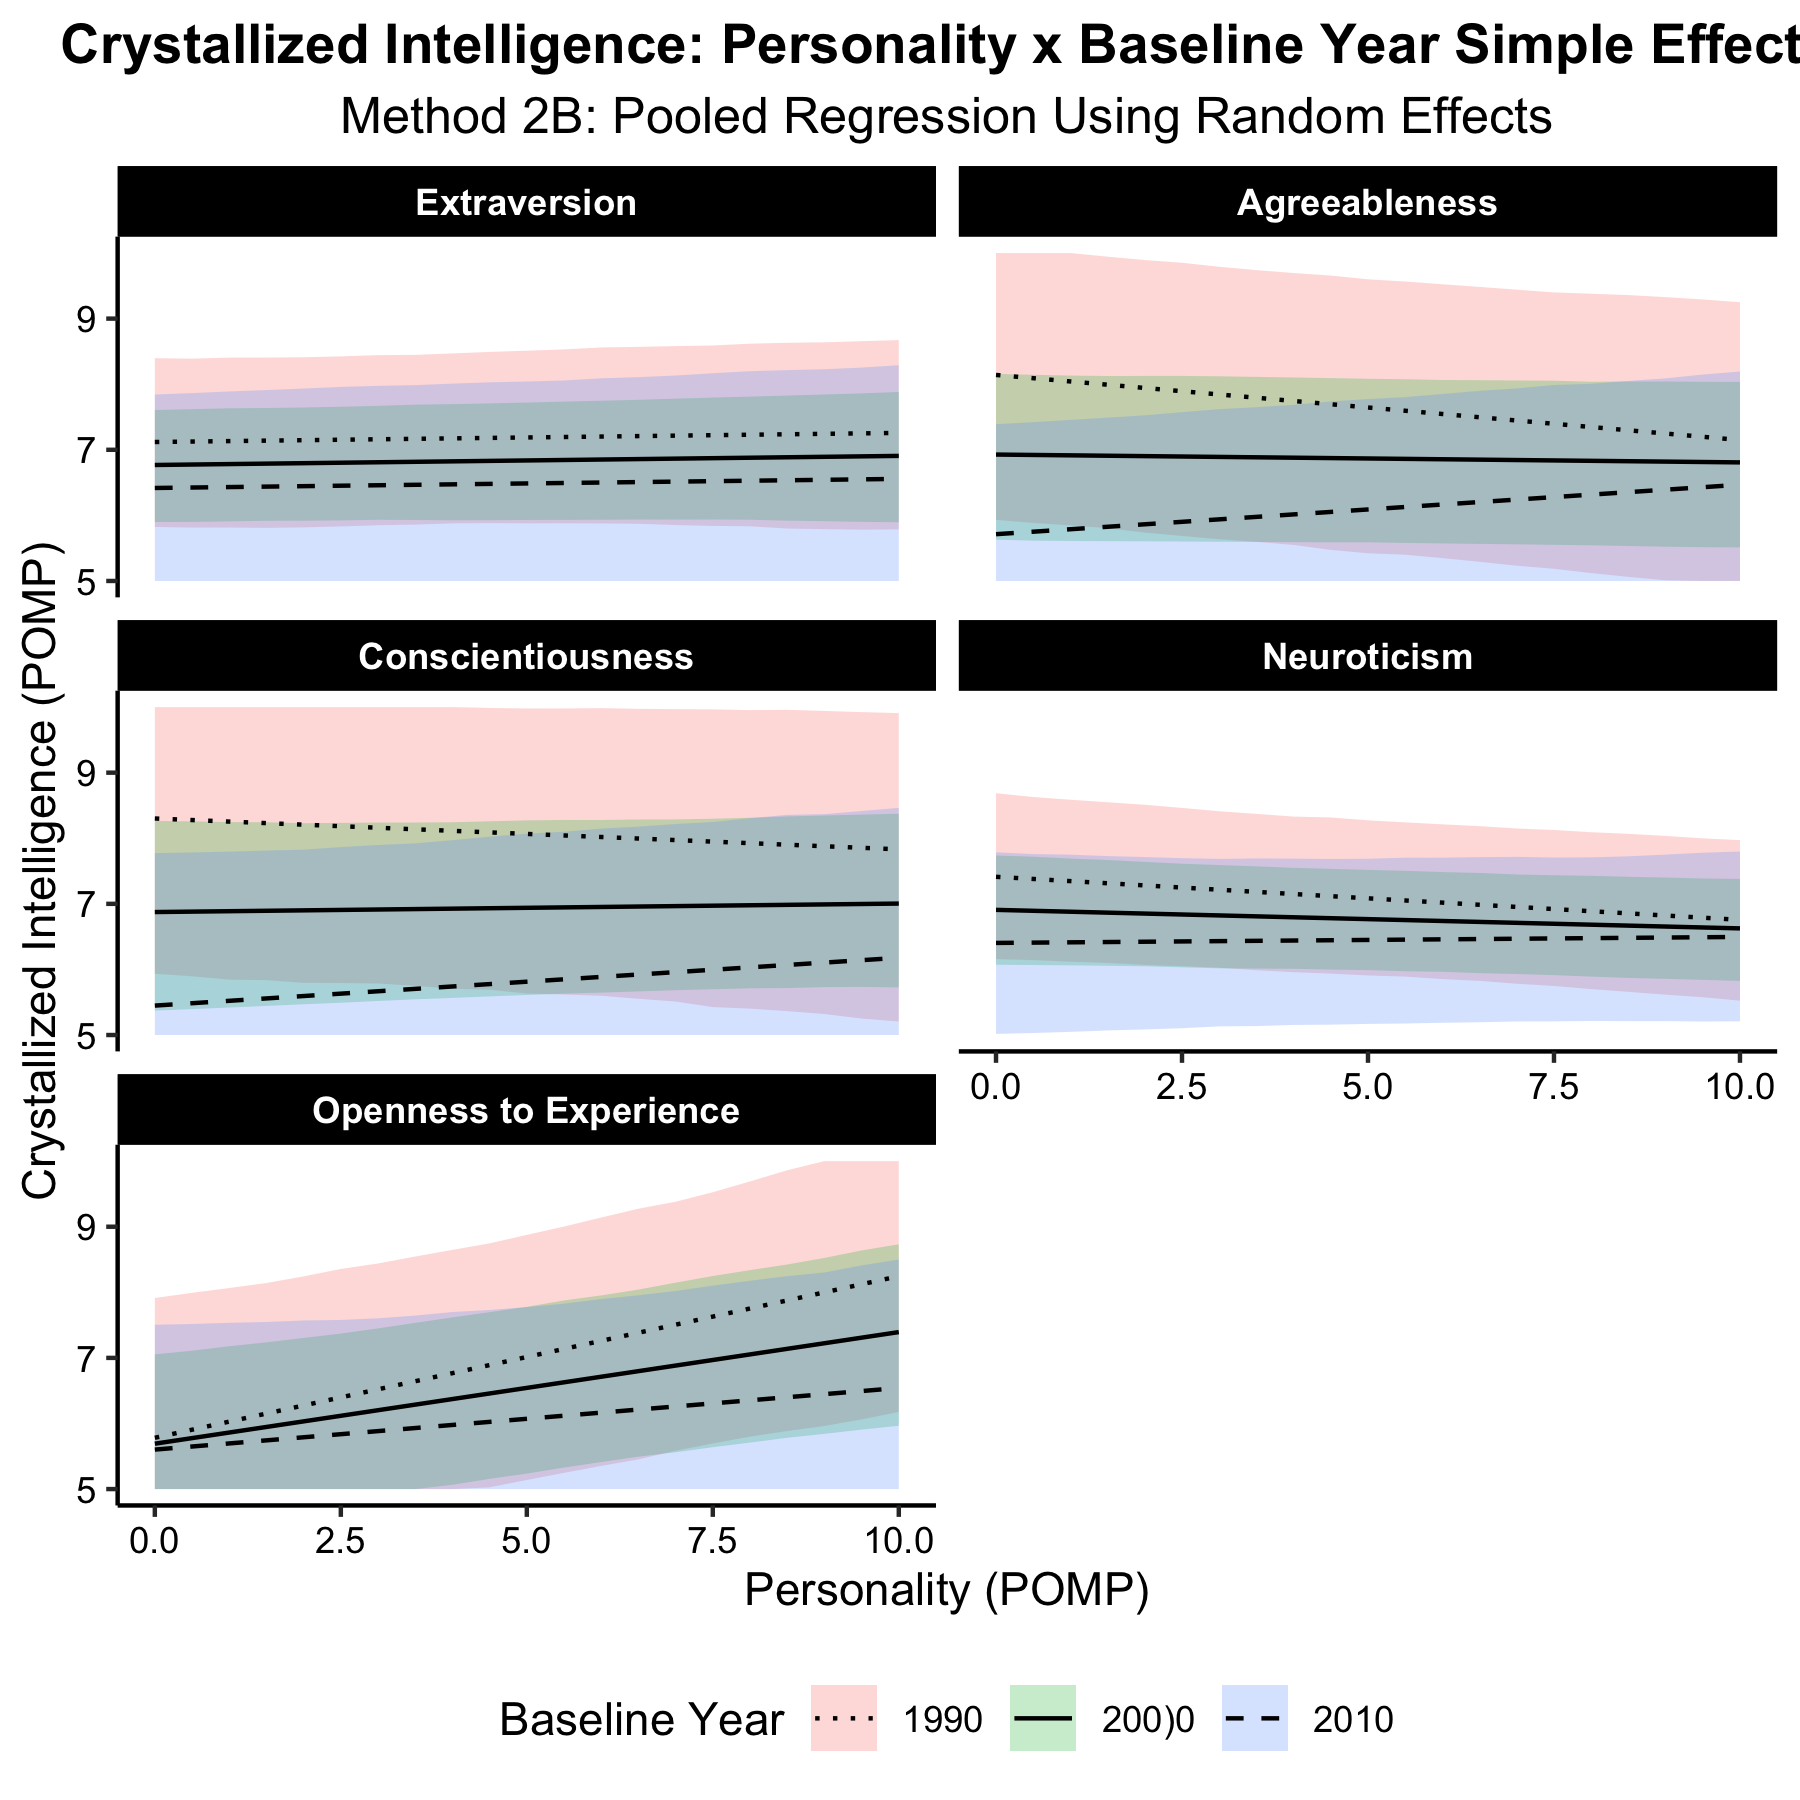 Crystallized Intelligence: Personality x Baseline Year Simple Effect
Method 2B: Pooled Regression Using Random Effects
Extraversion
Agreeableness
9
7
5
Conscientiousness
Neuroticism
9
7
5
0.0 2.5 5.0 7.5 10.0
Openness to Experience
9
7
5
0.0 2.5 5.0 7.5 10.0
Crystallized Intelligence (POMP)
Personality (POMP)
Baseline Year 1990 200)0 2010